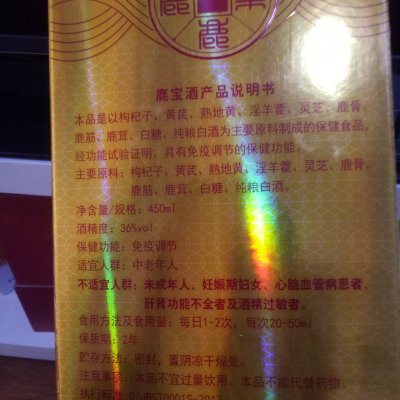 鹿
鹿宝酒产品说明书
本品是以枸杞子、黄芪、熟地黄、淫羊藿、灵芝、鹿骨、
鹿筋、鹿茸、白糖、纯粮白酒为主要原料制成的保健食品,
经功能试验证明,具有免疫调节的保健功能。
主要原料:枸杞子、黄芪、熟地黄、淫羊藿、灵芝、鹿骨、
鹿筋、鹿茸、白糖、纯粮白酒。
净含量/规格:450ml
酒精度:36%vol
保健功能:免疫调节
适宜人群:中老年人
不适宜人群:未成年人、妊娠期妇女、心脑血管病患者、
肝肾功能不全者及酒精过敏者。
食用方法及食用量:每日1-2次,每次20-50ml
保质期:2年
贮存方法:密封,置阴凉干燥处。
注意事项:本品不宜过量饮用。本品不能代替药物。
执行标准: